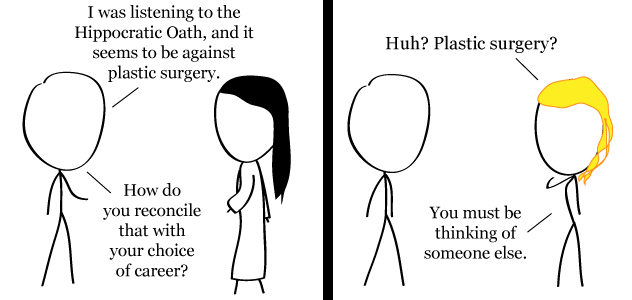 I was listening to the
Hippocratic Oath, and it
seems to be against
plastic surgery.
How do
you reconcile
that with
your choice
of career?
Huh? Plastic surgery?
You must be
thinking of
someone else.